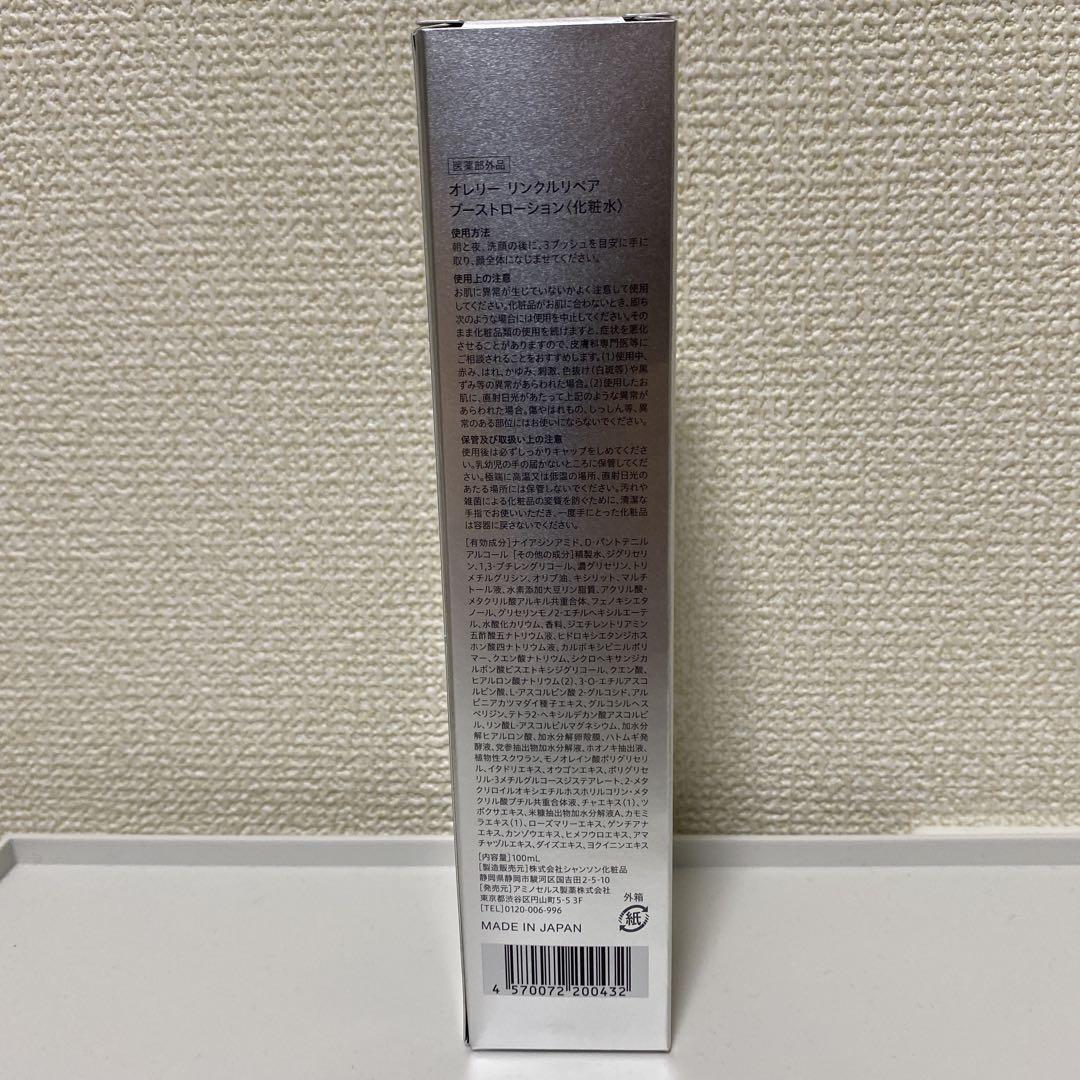 医薬部外品
オレリー リンクルリペア
ブーストローション〈化粧水〉
使用方法
朝と夜、洗顔の後に、3プッシュを目安に手に
取り、顔全体になじませてください。
使用上の注意
お肌に異常が生じていないかよく注意して使用
してください。化粧品がお肌に合わないとき、即ち
次のような場合には使用を中止してください。その
まま化粧品類の使用を続けますと、症状を悪化
させることがありますので、皮膚科専門医等に
ご相談されることをおすすめします。(1)使用中、
赤み、はれ、かゆみ、刺激、色抜け(白斑等)や黒
ずみ等の異常があらわれた場合。(2)使用したお
肌に、直射日光があたって上記のような異常が
あらわれた場合。傷やはれもの、しっしん等、異
常のある部位にはお使いにならないでください。
保管及び取扱い上の注意
使用後は必ずしっかりキャップをしめてくださ
い。乳幼児の手の届かないところに保管してくだ
さい。極端に高温又は低温の場所、直射日光の
あたる場所には保管しないでください。汚れや
雑菌による化粧品の変質を防ぐために、清潔な
手指でお使いいただき、一度手にとった化粧品
は容器に戻さないでください。
[有効成分]ナイアシンアミド、D-パントテニル
アルコール [その他の成分]精製水、ジグリセリ
ン、1,3-ブチレングリコール、濃グリセリン、トリ
メチルグリシン、オリブ油、キシリット、マルチ
トール液、水素添加大豆リン脂質、アクリル酸・
メタクリル酸アルキル共重合体、フェノキシエタ
ノール、グリセリンモノ2-エチルヘキシルエーテ
ル、水酸化カリウム、香料、ジエチレントリアミン
五酢酸五ナトリウム液、ヒドロキシエタンジホス
ホン酸四ナトリウム液、カルボキシビニルポリ
マー、クエン酸ナトリウム、シクロヘキサンジカ
ルボン酸ビスエトキシジグリコール、クエン酸、
ヒアルロン酸ナトリウム(2)、3-O-エチルアスコ
ルビン酸、L-アスコルビン酸 2-グルコシド、アル
ピニアカツマダイ種子エキス、グルコシルヘス
ペリジン、テトラ2-ヘキシルデカン酸アスコルビ
ル、リン酸L-アスコルビルマグネシウム、加水分
解ヒアルロン酸、加水分解卵殻膜、ハトムギ発
酵液、党参抽出物加水分解液、ホオノキ抽出液、
植物性スクワラン、モノオレイン酸ポリグリセリ
ル、イタドリエキス、オウゴンエキス、ポリグリセ
リル-3メチルグルコースジステアレート、2-メタ
クリロイルオキシエチルホスホリルコリン・メタ
クリル酸ブチル共重合体液、チャエキス(1)、ツ
ボクサエキス、米糠抽出物加水分解液A、カモミ
ラエキス(1)、ローズマリーエキス、ゲンチアナ
エキス、カンゾウエキス、ヒメフウロエキス、アマ
チャヅルエキス、ダイズエキス、ヨクイニンエキス
[内容量]100mL
[製造販売元]株式会社シャンソン化粧品
静岡県静岡市駿河区国吉田2-5-10
[発売元]アミノセルス製薬株式会社
東京都渋谷区円山町5-5 3F
[TEL]0120-006-996
外箱
紙
MADE IN JAPAN
4 570072 200432